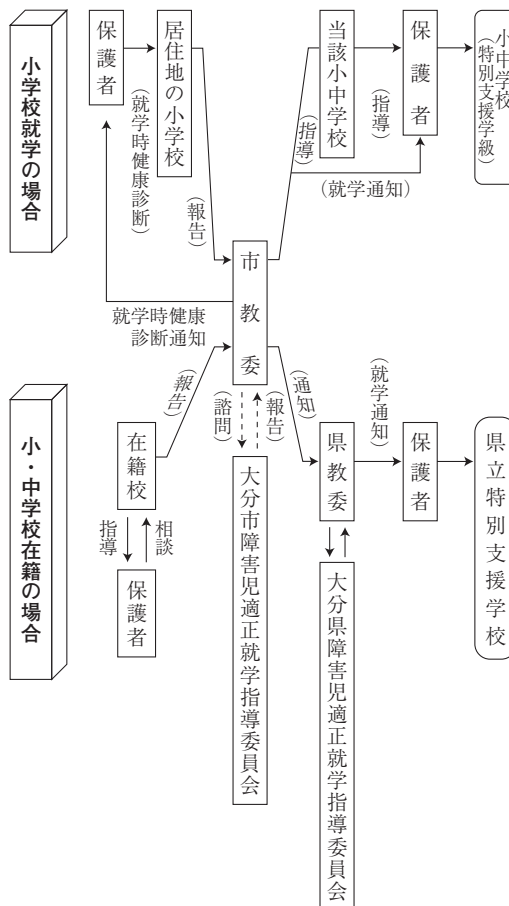 小学校就学の場合
保護者
(就学時健康診断)
居住地の小学校
(報告)
就学時健康
診断通知
市教委
(指導)
当該小中学校
(指導)
保護者
(就学通知)
小中学校
(特別支援学級)
小・中学校在籍の場合
在籍校
(報告)
指導
相談
保護者
(諮問)
(報告)
大分市障害児適正就学指導委員会
(通知)
県教委
(就学通知)
保護者
県立特別支援学校
大分県障害児適正就学指導委員会